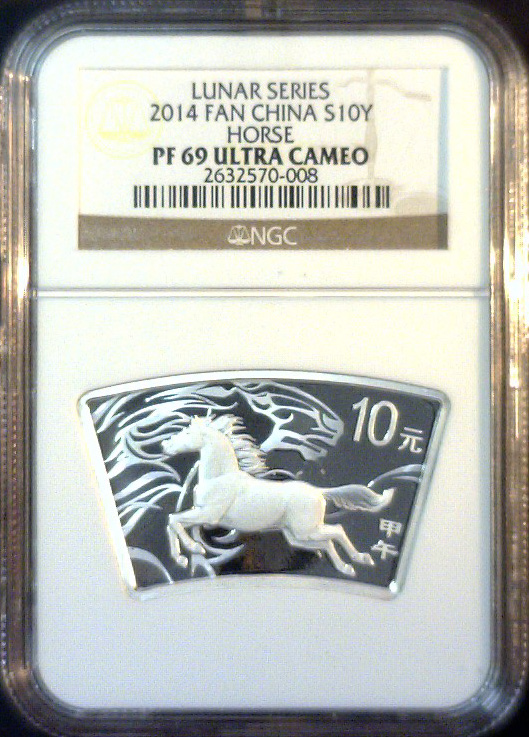 LUNAR SERIES
2014 FAN CHINA S10Y
HORSE
PF 69 ULTRA CAMEO
2632570-008
NGC
10元
甲
午